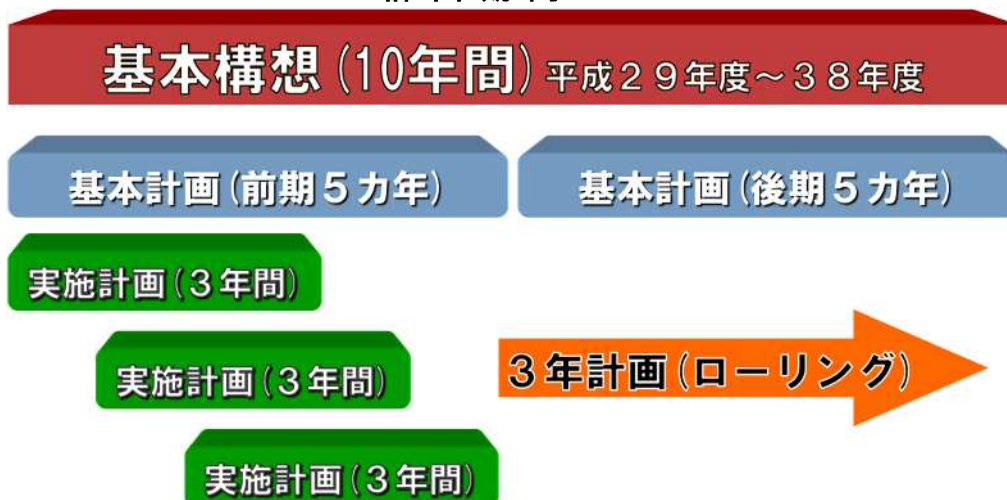 基本構想(10年間)平成２９年度～３８年度
基本計画(前期５カ年)
基本計画(後期５カ年)
実施計画(３年間)
実施計画(３年間)
３年計画(ローリング)
実施計画(３年間)